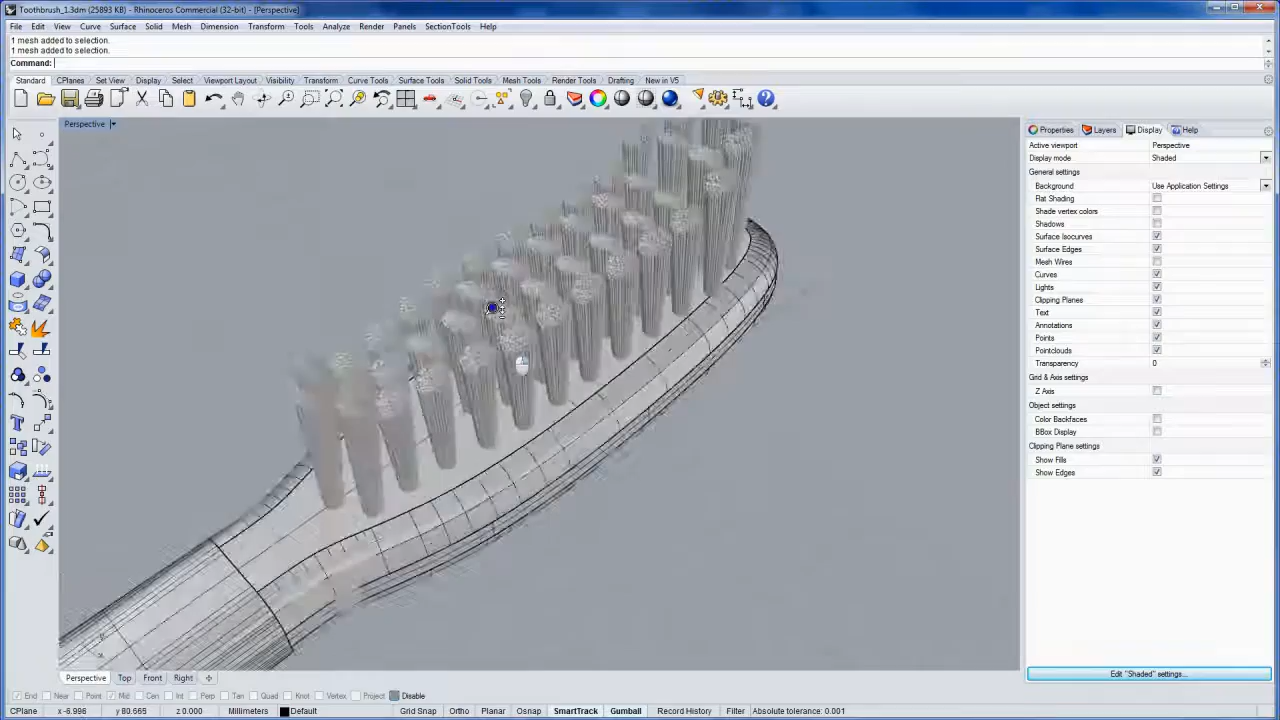 Toothbrush_1.3dm (25893 KB) - Rhinoceros Commercial (32-bit) - [Perspective]
File Edit View Curve Surface Solid Mesh Dimension Transform Tools Analyze Render Panels SectionTools Help
1 mesh added to selection.
1 mesh added to selection.
Command:
Standard CPlanes Set View Display Select Viewport Layout Visibility Transform Curve Tools Surface Tools Solid Tools Mesh Tools Render Tools Drafting New in V5
Perspective
Properties Layers Display Help
Active viewport Perspective
Display mode Shaded
General settings
Background Use Application Settings
Flat Shading
Shade vertex colors
Shadows
Surface Isocurves
Surface Edges
Mesh Wires
Curves
Lights
Clipping Planes
Text
Annotations
Points
Pointclouds
Transparency 0
Grid & Axis settings
Z Axis
Object settings
Color Backfaces
BBox Display
Clipping Plane settings
Show Fills
Show Edges
Edit "Shaded" settings...
Perspective Top Front Right
End Near Point Mid Cen Int Perp Tan Quad Knot Vertex Project Disable
CPlane x -6.996 y 80.665 z 0.000 Millimeters Default Grid Snap Ortho Planar Osnap SmartTrack Gumball Record History Filter Absolute tolerance: 0.001